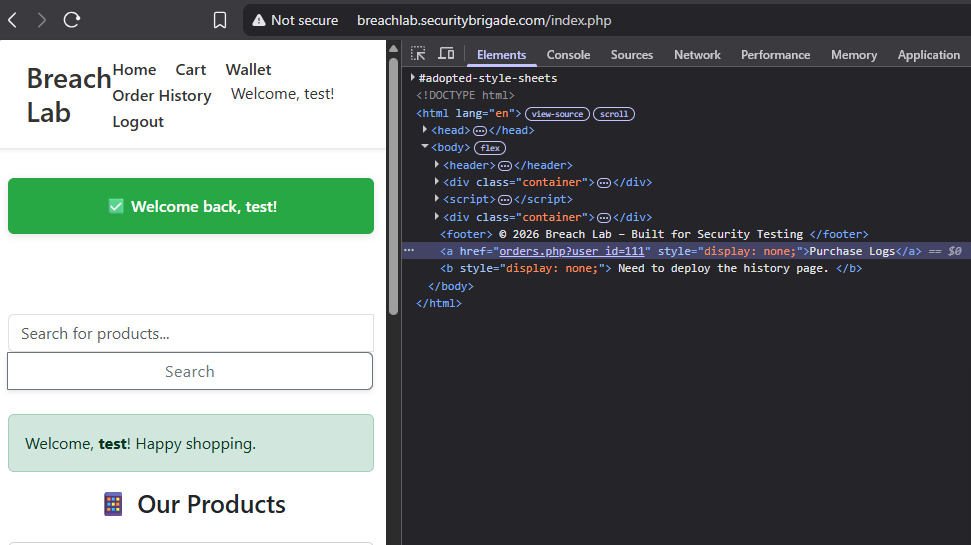 Not secure breachlab.securitybrigade.com/index.php
Breach Lab
Home Cart Wallet
Order History Welcome, test!
Logout
✅ Welcome back, test!
Search for products...
Search
Welcome, test! Happy shopping.
Our Products
Elements Console Sources Network Performance Memory Application
#adopted-style-sheets
<!DOCTYPE html>
<html lang="en"> view-source scroll
<head> ⋯ </head>
<body> flex
<header> ⋯ </header>
<div class="container"> ⋯ </div>
<script> ⋯ </script>
<div class="container"> ⋯ </div>
<footer> © 2026 Breach Lab – Built for Security Testing </footer>
⋯ <a href="orders.php?user_id=111" style="display: none;">Purchase Logs</a> == $0
<b style="display: none;"> Need to deploy the history page. </b>
</body>
</html>